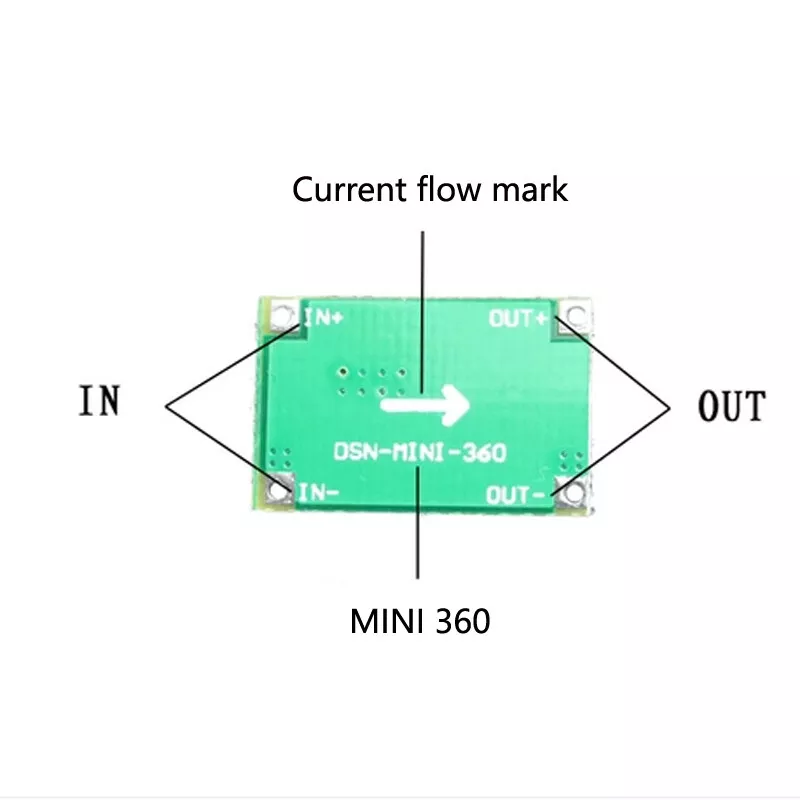 Current flow mark
IN+ OUT+
IN OUT
DSN-MINI-360
IN- OUT-
MINI 360